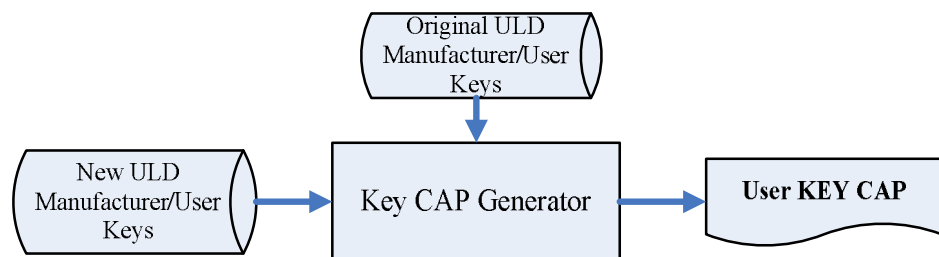 Original ULD
Manufacturer/User
Keys
New ULD
Manufacturer/User
Keys
Key CAP Generator
User KEY CAP